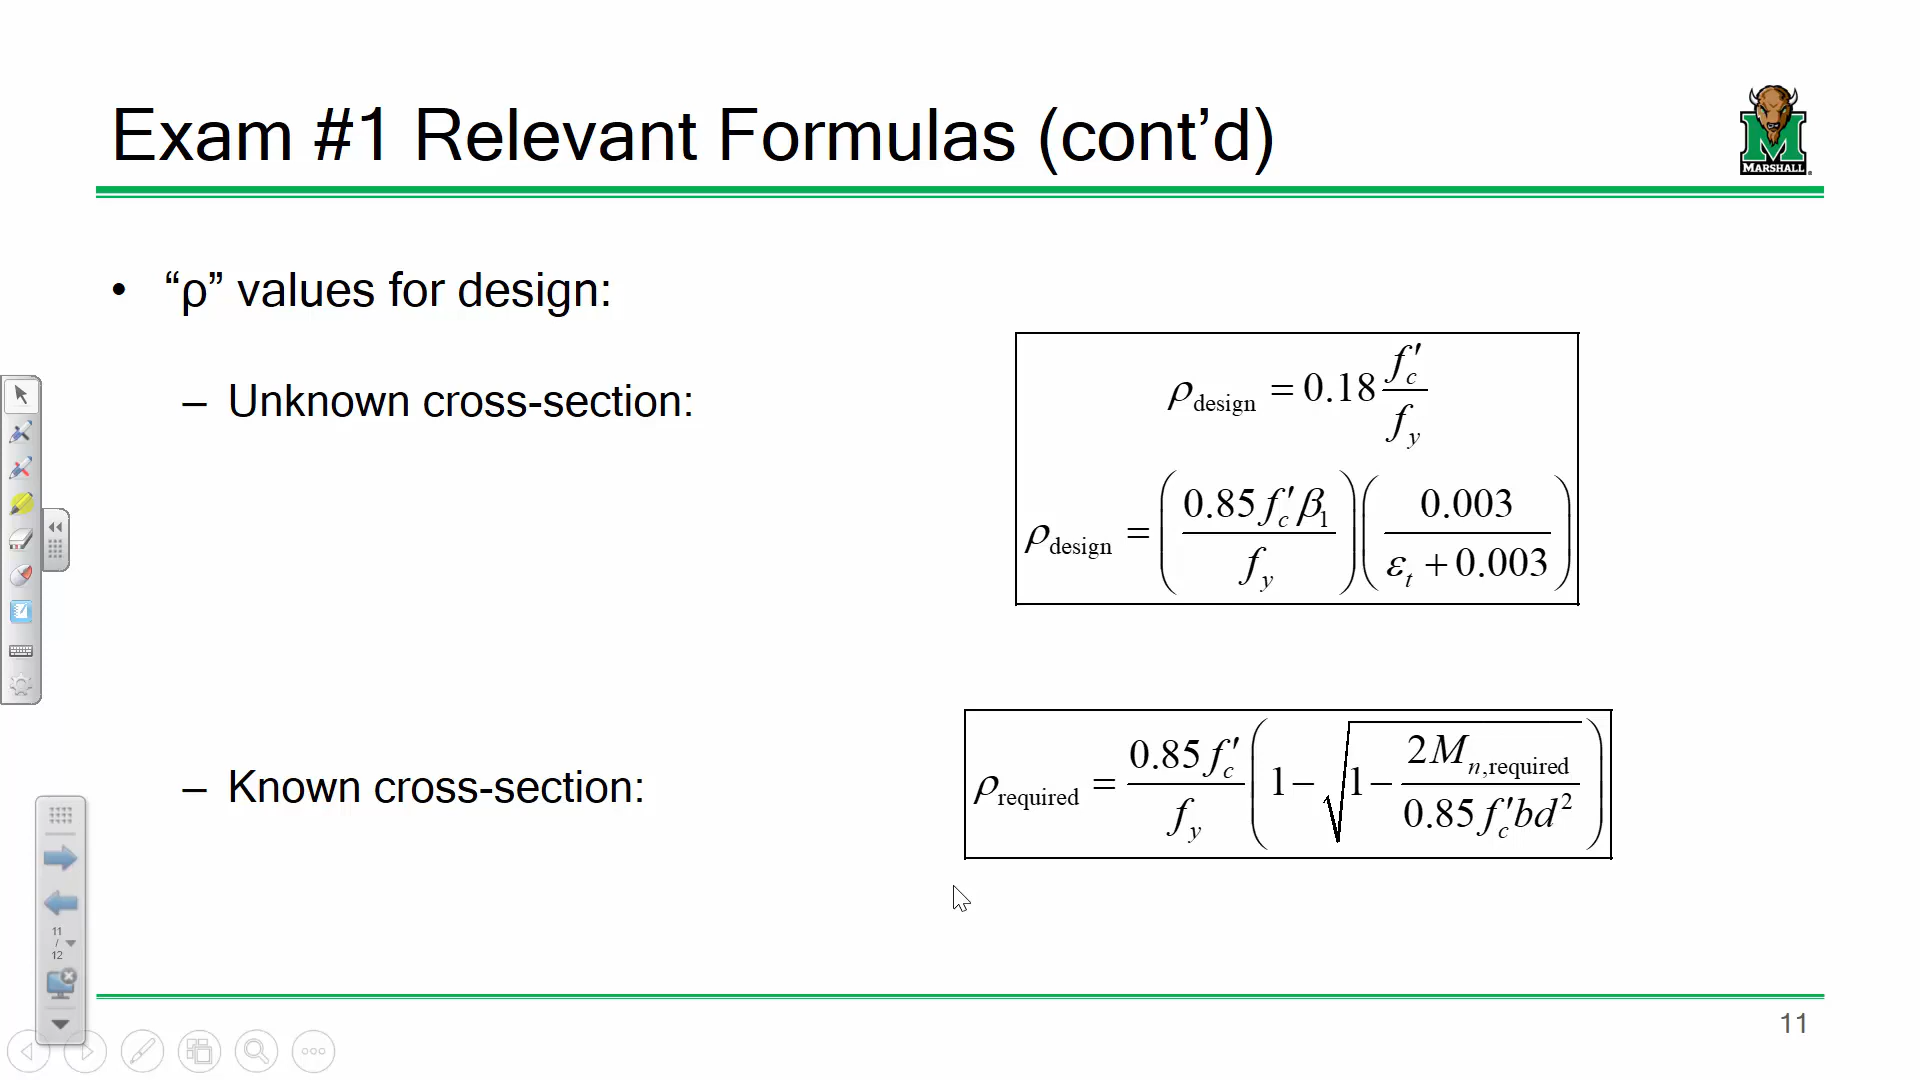 Exam #1 Relevant Formulas (cont’d)
MARSHALL
• “ρ” values for design:
– Unknown cross-section:
ρ_design = 0.18 f′_c / f_y
ρ_design = (0.85 f′_c β_1 / f_y) (0.003 / (ε_t + 0.003))
– Known cross-section:
ρ_required = 0.85 f′_c / f_y (1 − √(1 − 2M_n,required / 0.85 f′_c bd²))
11
/
12
11